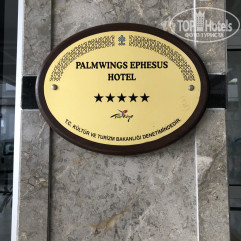 TOP Hotels
PALMWINGS EPHESUS
HOTEL
Türkiye
T.C. KÜLTÜR VE TURİZM BAKANLIĞI DENETİMİNDEDİR.